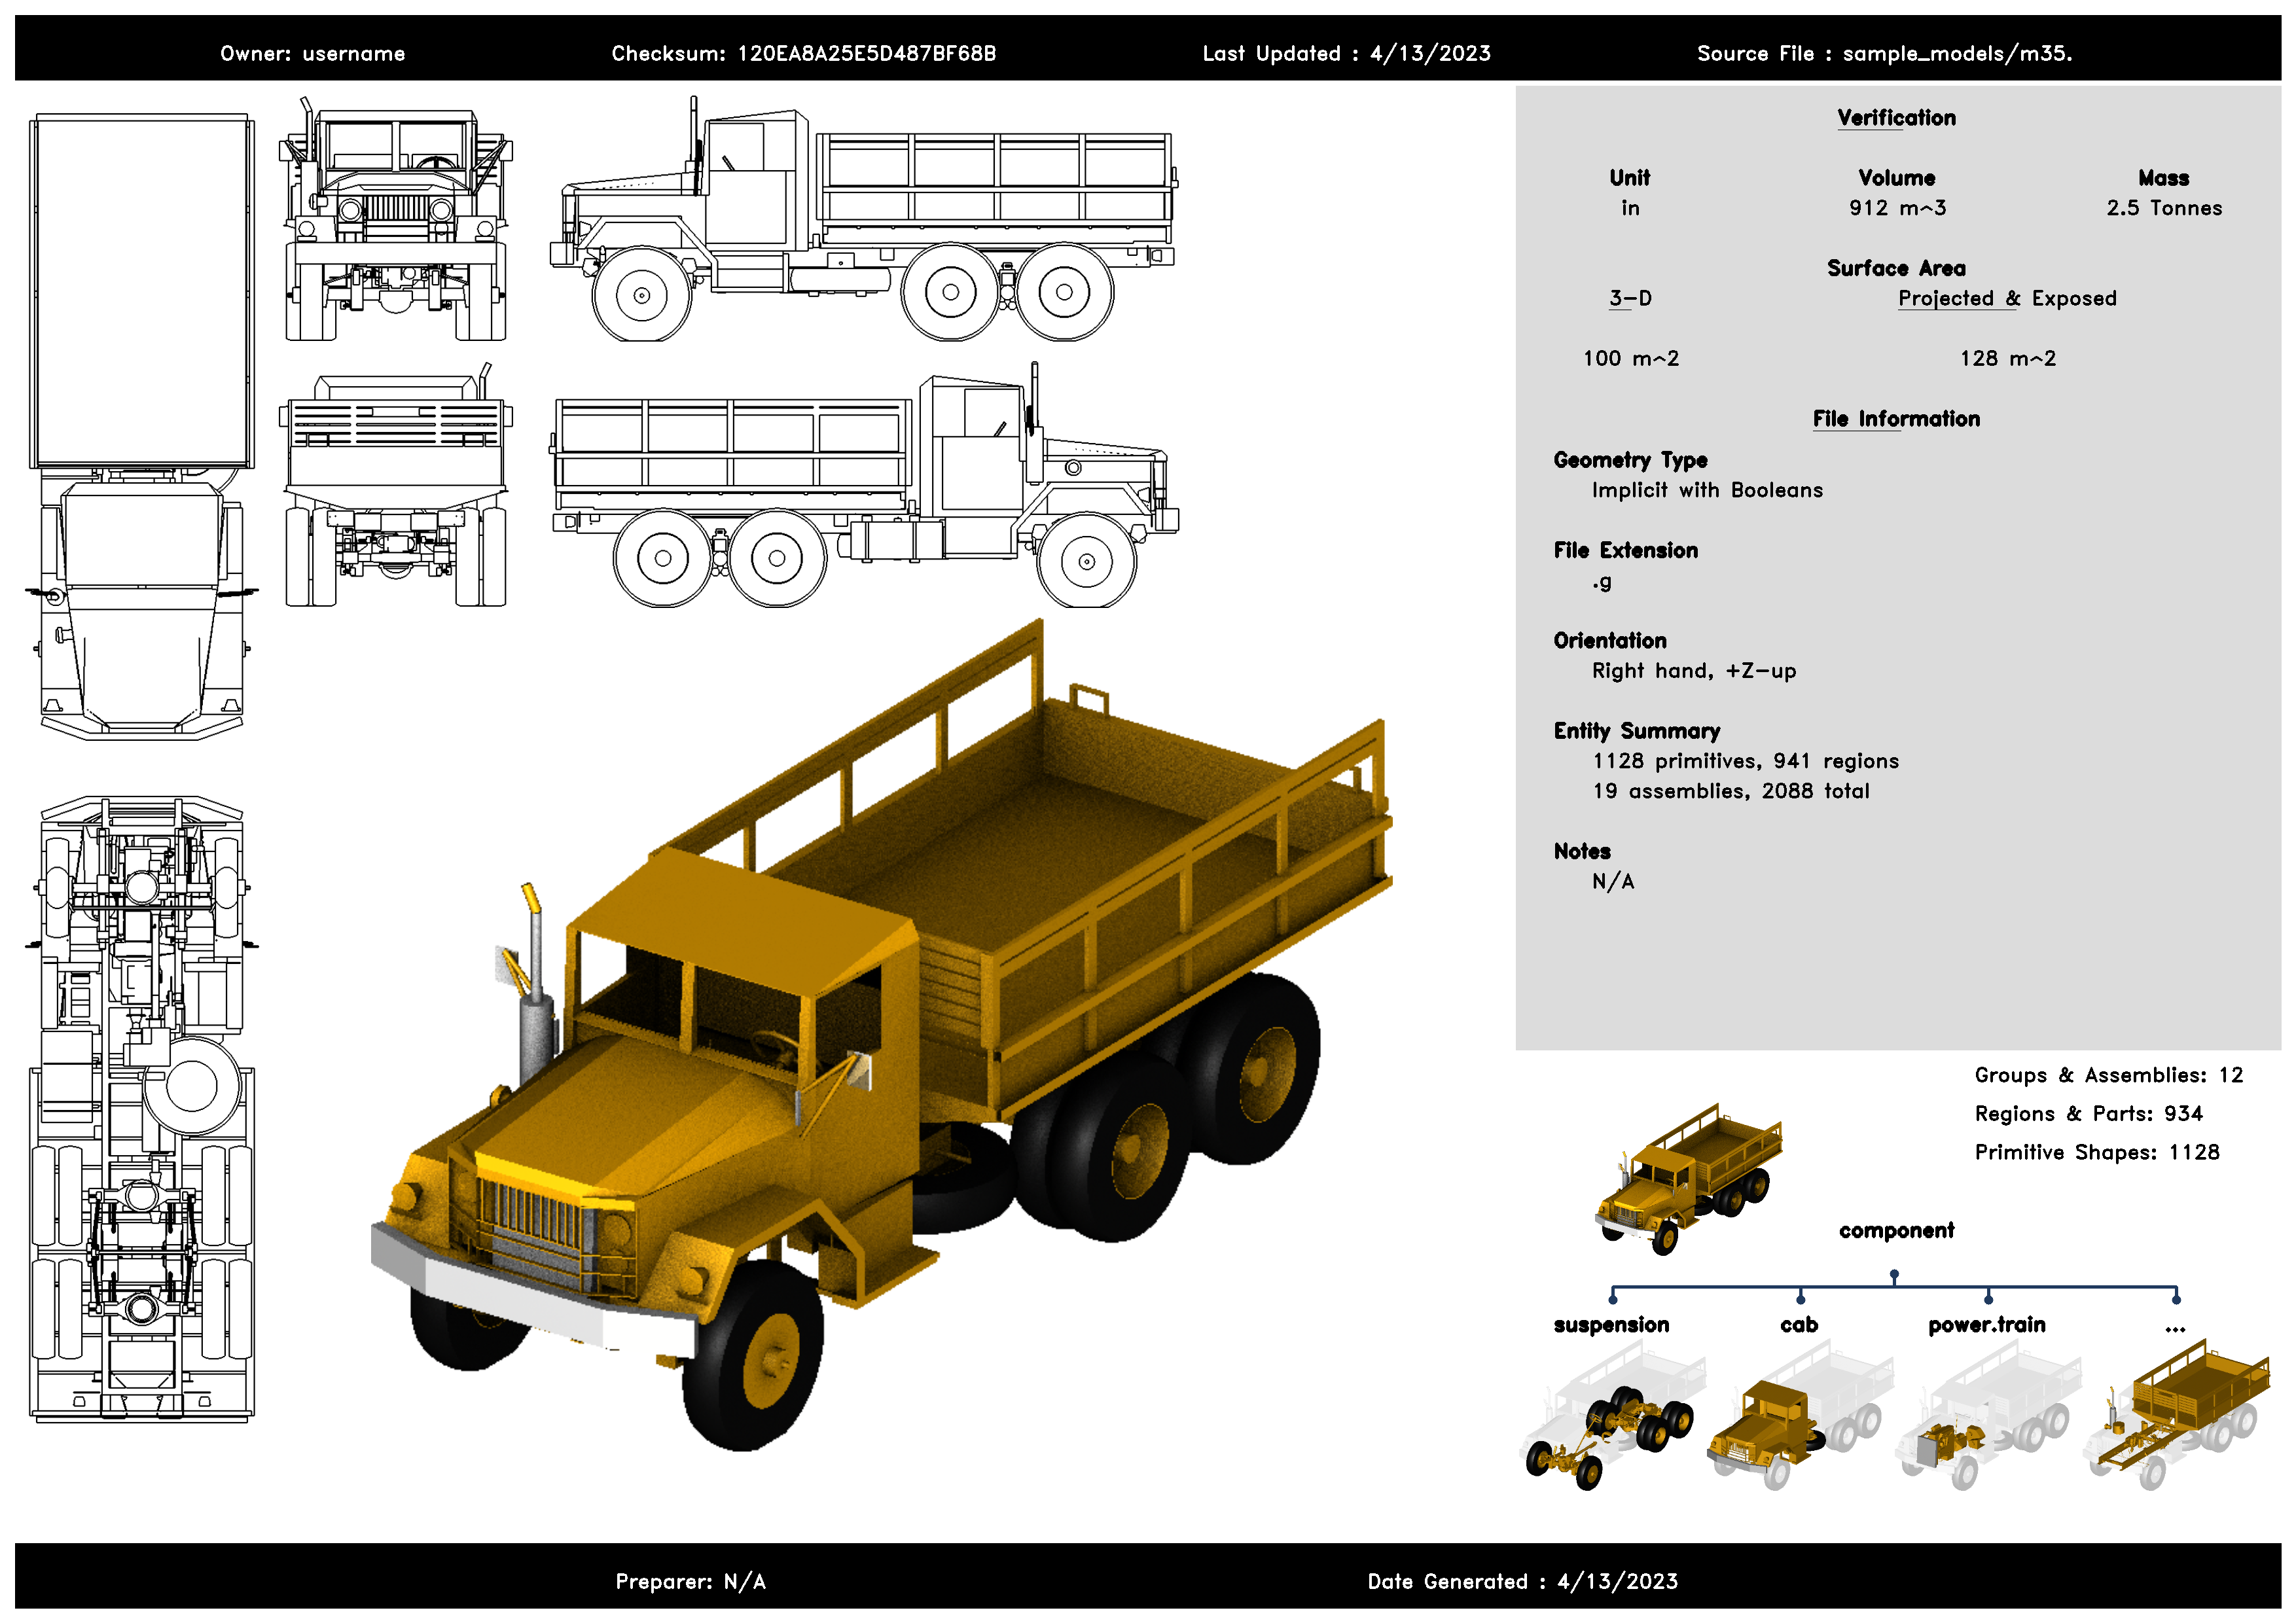 Owner: username
Checksum: 120EA8A25E5D487BF68B
Last Updated : 4/13/2023
Source File : sample_models/m35.
Verification
Unit Volume Mass
in 912 m^3 2.5 Tonnes
Surface Area
3-D Projected & Exposed
100 m^2 128 m^2
File Information
Geometry Type
Implicit with Booleans
File Extension
.g
Orientation
Right hand, +Z-up
Entity Summary
1128 primitives, 941 regions
19 assemblies, 2088 total
Notes
N/A
Groups & Assemblies: 12
Regions & Parts: 934
Primitive Shapes: 1128
component
suspension cab power.train ...
Preparer: N/A
Date Generated : 4/13/2023